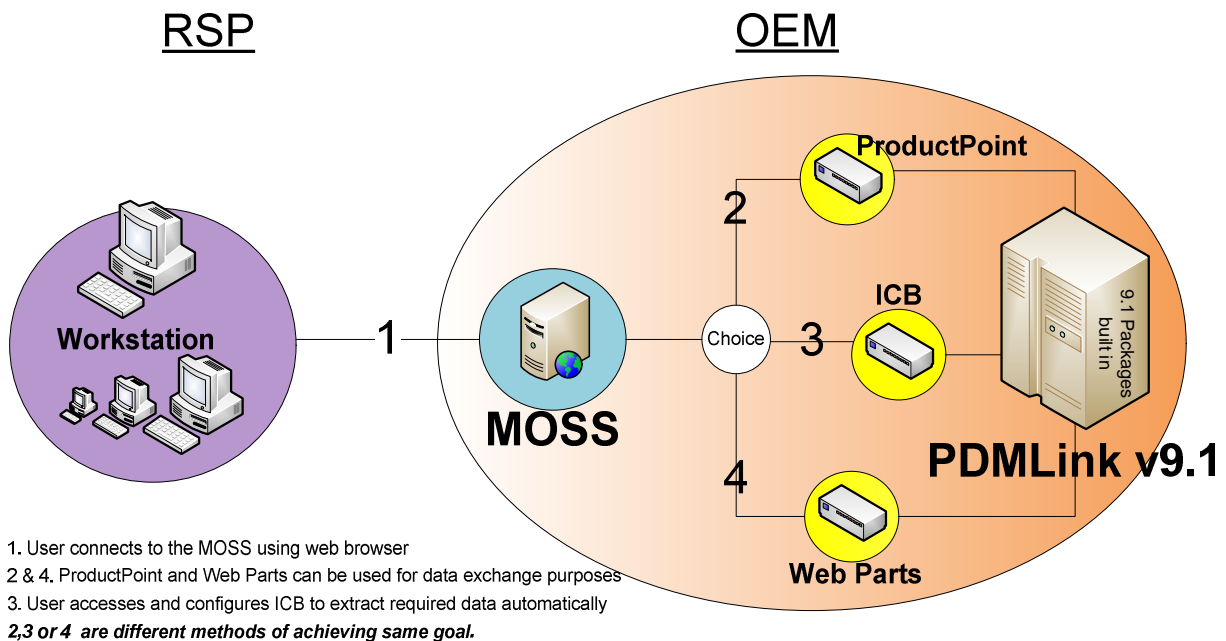 RSP
OEM
ProductPoint
2
9.1 Packages
built in
ICB
Workstation
1
Choice
3
MOSS
PDMLink v9.1
4
Web Parts
1. User connects to the MOSS using web browser
2 & 4. ProductPoint and Web Parts can be used for data exchange purposes
3. User accesses and configures ICB to extract required data automatically
2,3 or 4 are different methods of achieving same goal.